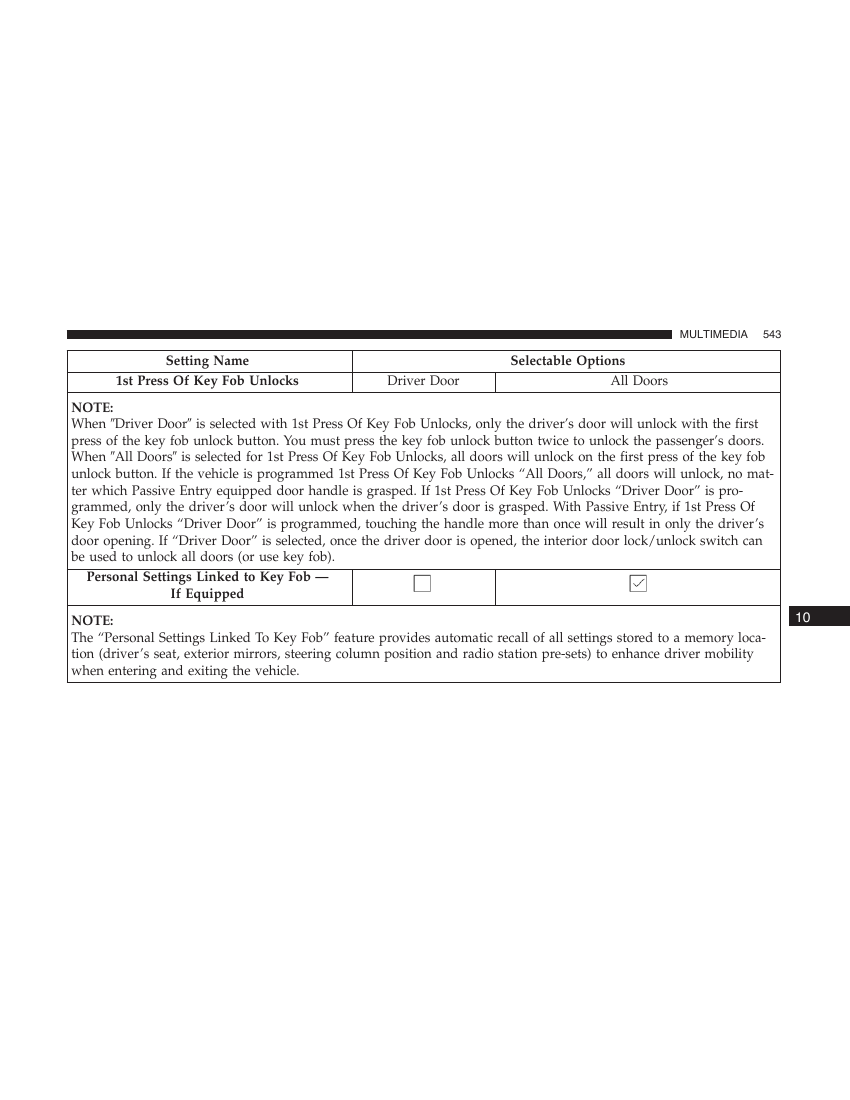 MULTIMEDIA 543
Setting Name Selectable Options
1st Press Of Key Fob Unlocks Driver Door All Doors
NOTE:
When "Driver Door" is selected with 1st Press Of Key Fob Unlocks, only the driver’s door will unlock with the first
press of the key fob unlock button. You must press the key fob unlock button twice to unlock the passenger’s doors.
When "All Doors" is selected for 1st Press Of Key Fob Unlocks, all doors will unlock on the first press of the key fob
unlock button. If the vehicle is programmed 1st Press Of Key Fob Unlocks “All Doors,” all doors will unlock, no mat-
ter which Passive Entry equipped door handle is grasped. If 1st Press Of Key Fob Unlocks “Driver Door” is pro-
grammed, only the driver’s door will unlock when the driver’s door is grasped. With Passive Entry, if 1st Press Of
Key Fob Unlocks “Driver Door” is programmed, touching the handle more than once will result in only the driver’s
door opening. If “Driver Door” is selected, once the driver door is opened, the interior door lock/unlock switch can
be used to unlock all doors (or use key fob).
Personal Settings Linked to Key Fob —
If Equipped
NOTE:
The “Personal Settings Linked To Key Fob” feature provides automatic recall of all settings stored to a memory loca-
tion (driver’s seat, exterior mirrors, steering column position and radio station pre-sets) to enhance driver mobility
when entering and exiting the vehicle.
10